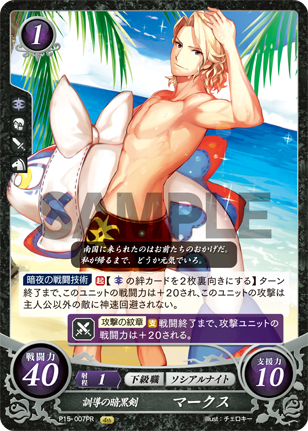 1
SAMPLE
南国に来られたのはお前たちのおかげだ。
私が帰るまで、どうか元気でいろ。
暗夜の戦闘技術 起【の絆カードを2枚裏向きにする】ターン
終了まで、このユニットの戦闘力は+20され、このユニットの攻撃は
主人公以外の敵に神速回避されない。
攻撃の紋章 支 戦闘終了まで、攻撃ユニットの
戦闘力は+20される。
戦闘力
40
射程 1 下級職 ソシアルナイト
支援力
10
訓導の暗黒剣 マークス
P15-007PR
Illust:チェロキー